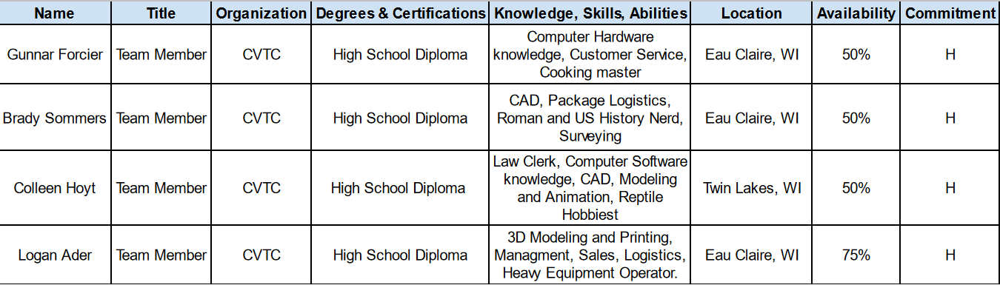 Name Title Organization Degrees & Certifications Knowledge, Skills, Abilities Location Availability Commitment
Gunnar Forcier Team Member CVTC High School Diploma Computer Hardware knowledge, Customer Service, Cooking master Eau Claire, WI 50% H
Brady Sommers Team Member CVTC High School Diploma CAD, Package Logistics, Roman and US History Nerd, Surveying Eau Claire, WI 50% H
Colleen Hoyt Team Member CVTC High School Diploma Law Clerk, Computer Software knowledge, CAD, Modeling and Animation, Reptile Hobbiest Twin Lakes, WI 50% H
Logan Ader Team Member CVTC High School Diploma 3D Modeling and Printing, Managment, Sales, Logistics, Heavy Equipment Operator. Eau Claire, WI 75% H